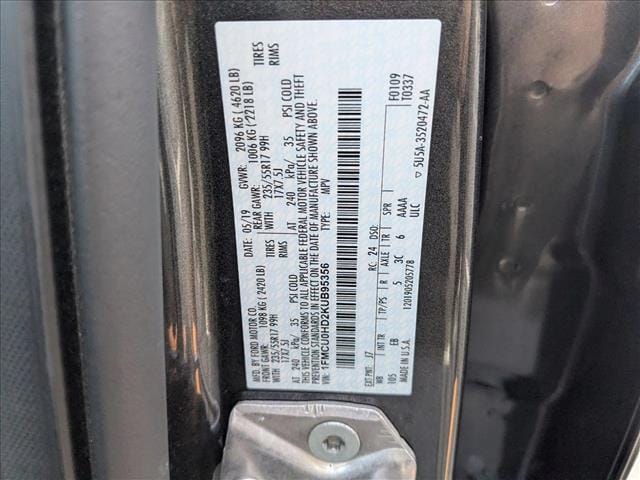 MFD. BY FORD MOTOR CO.
DATE: 05/19 GVWR: 2096 KG ( 4620 LB)
FRONT GAWR: 1098 KG ( 2420 LB) REAR GAWR: 1006 KG ( 2218 LB)
WITH 235/55R17 99H TIRES WITH 235/55R17 99H TIRES
17X7.5J RIMS 17X7.5J RIMS
AT 240 kPa/ 35 PSI COLD AT 240 kPa/ 35 PSI COLD
THIS VEHICLE CONFORMS TO ALL APPLICABLE FEDERAL MOTOR VEHICLE SAFETY AND THEFT
PREVENTION STANDARDS IN EFFECT ON THE DATE OF MANUFACTURE SHOWN ABOVE.
VIN: 1FMCU0HD2KUB95356 TYPE: MPV
EXT PNT: J7 RC: 24 DSO: F0109
T0337
WB INT TR TP/PS R AXLE TR SPR
105 EB 5 3C 6 AAAA
ULC
1201905205778
▽ 5U5A-3520472-AA